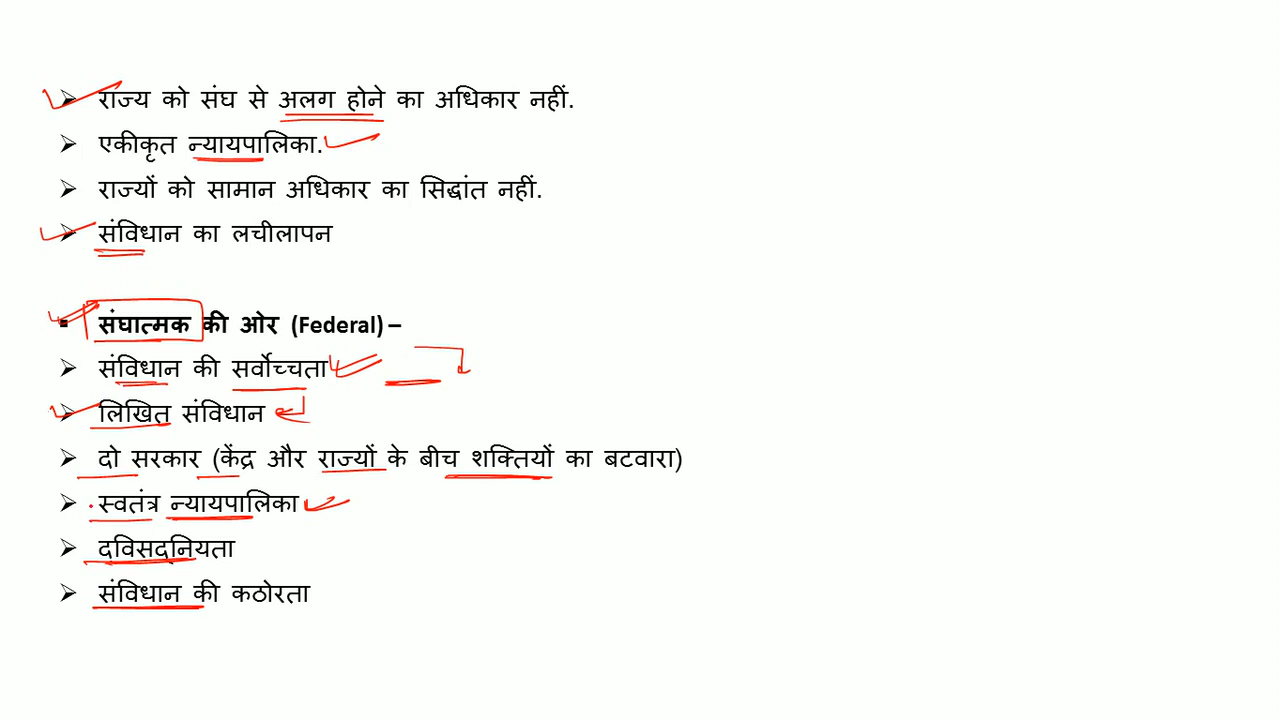 राज्य को संघ से अलग होने का अधिकार नहीं.
एकीकृत न्यायपालिका.
राज्यों को सामान अधिकार का सिद्धांत नहीं.
संविधान का लचीलापन
संघात्मक की ओर (Federal) –
संविधान की सर्वोच्चता
लिखित संविधान
दो सरकार (केंद्र और राज्यों के बीच शक्तियों का बटवारा)
स्वतंत्र न्यायपालिका
दविसद्नियता
संविधान की कठोरता